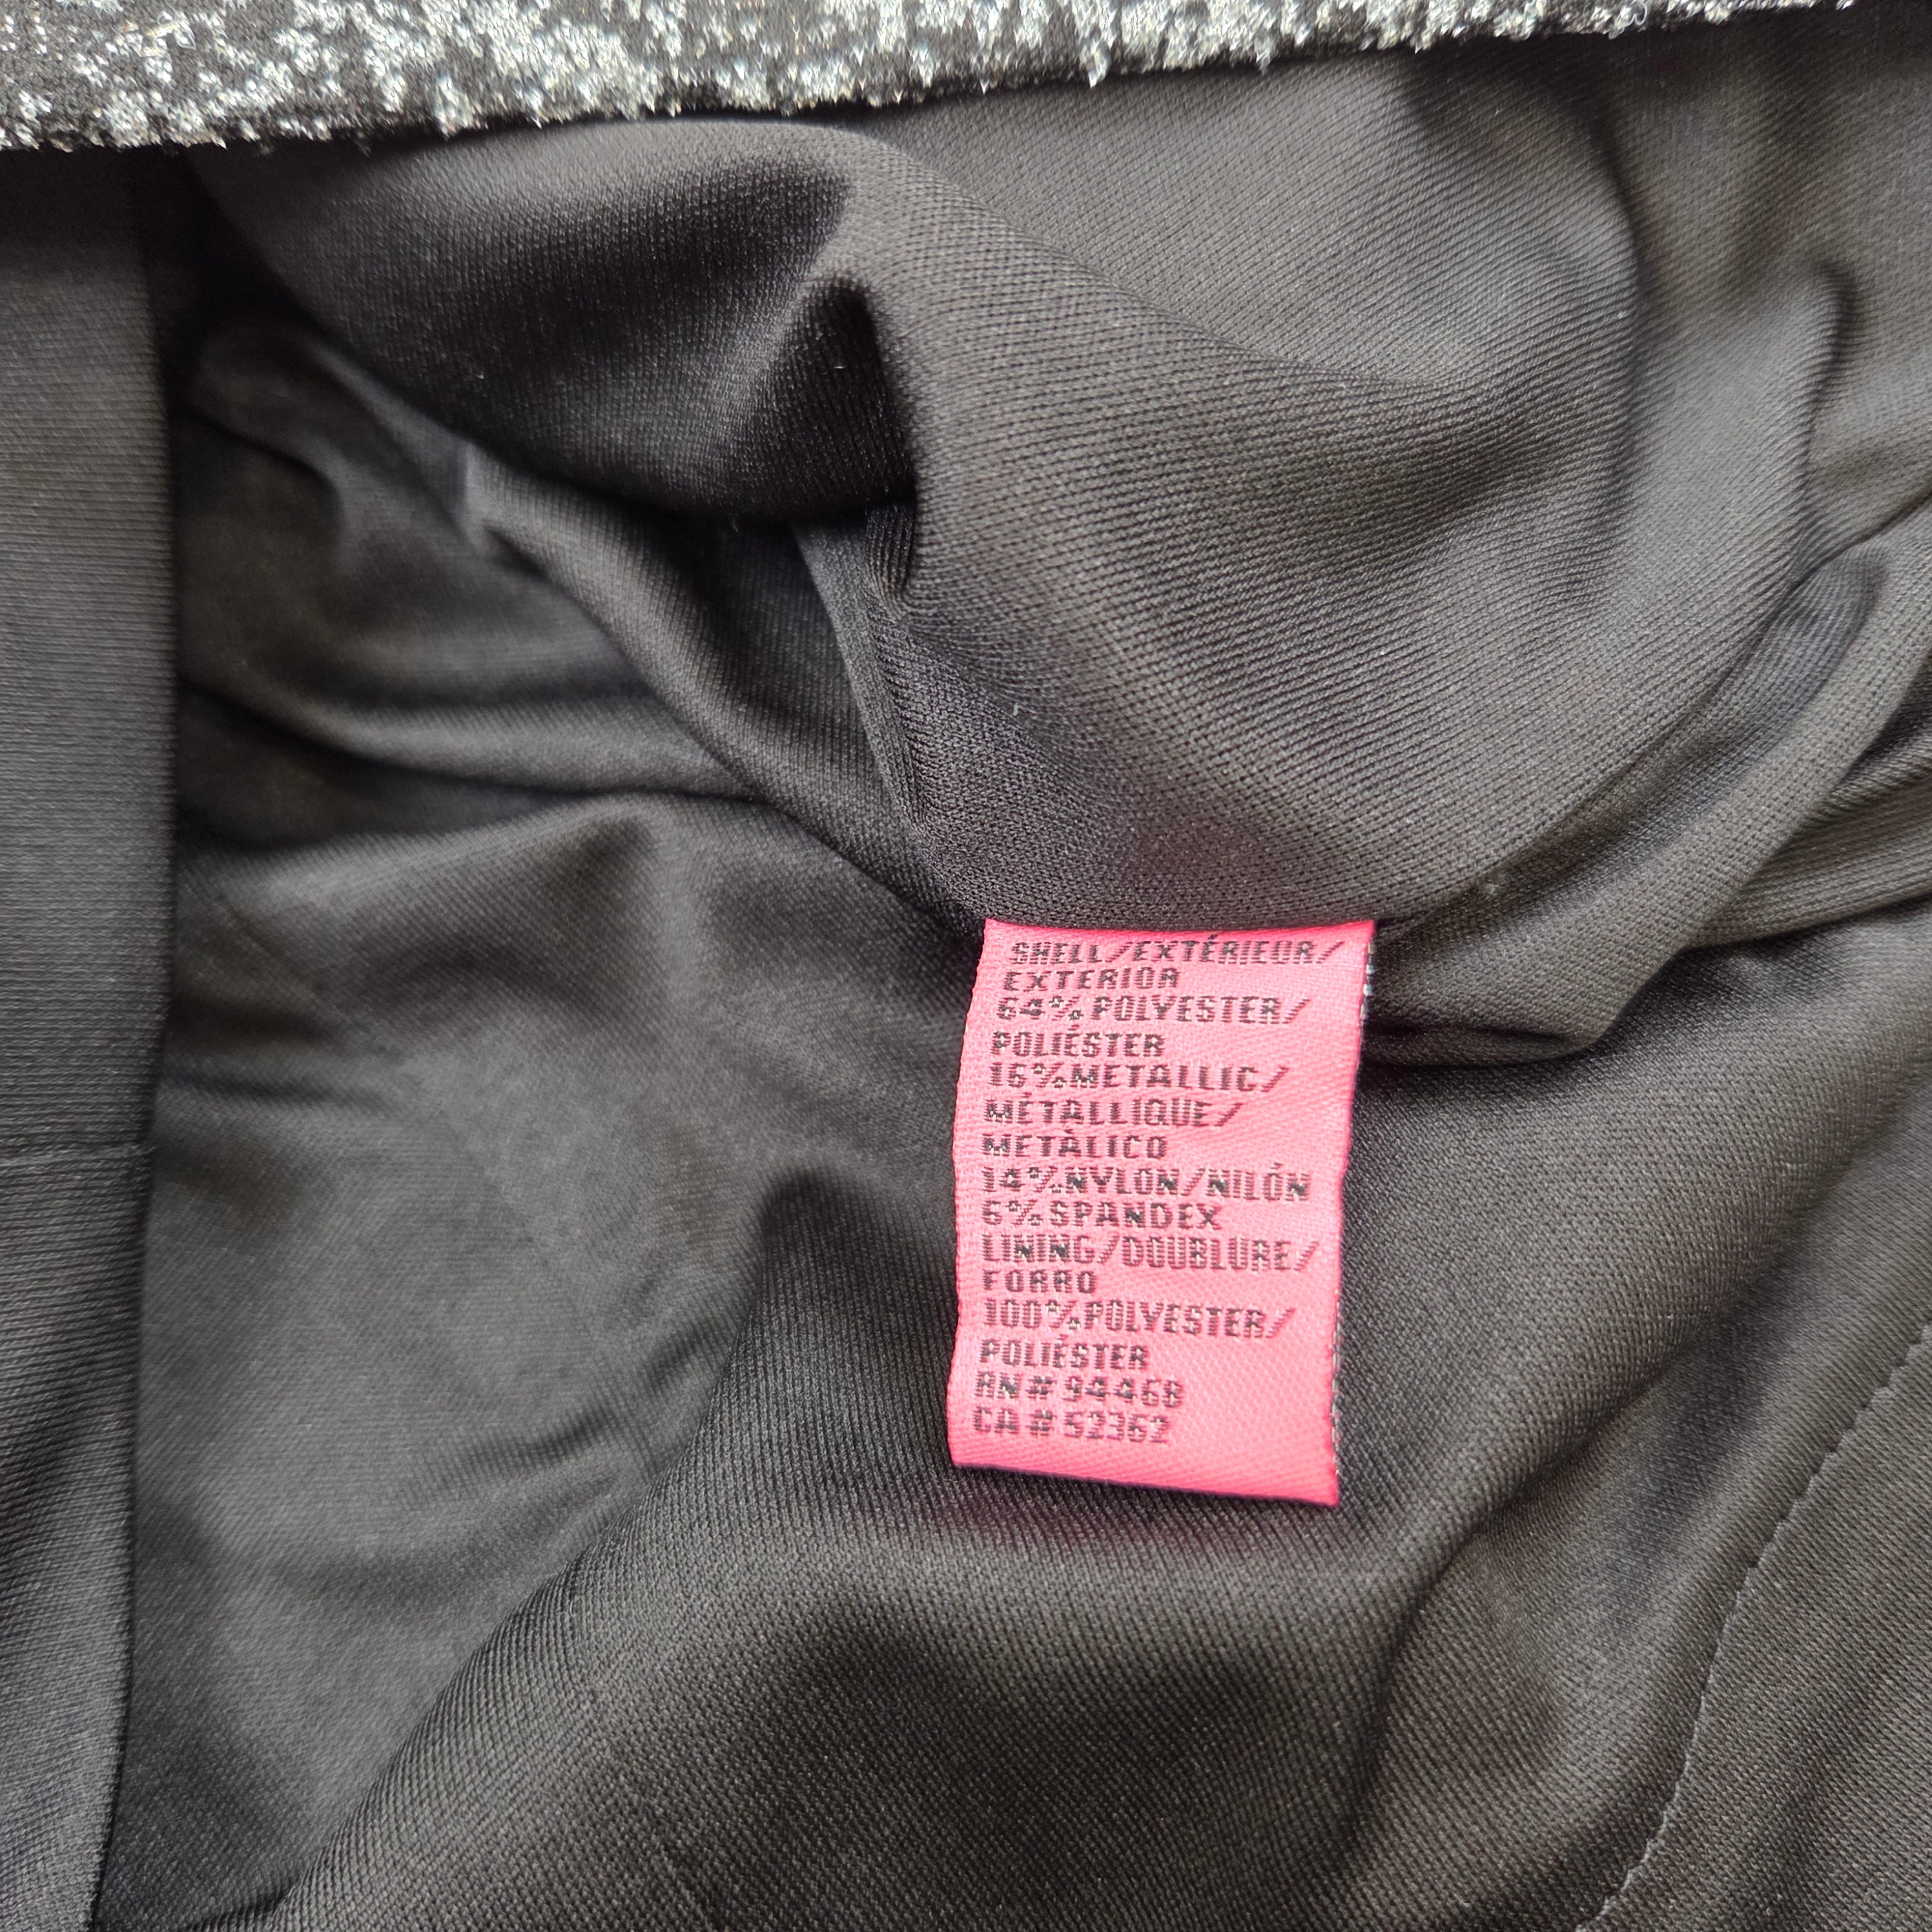 SHELL/EXTÉRIEUR/
EXTERIOR
64% POLYESTER/
POLIÉSTER
16%METALLIC/
MÉTALLIQUE/
METÀLICO
14%NYLON/NILÓN
6%SPANDEX
LINING/DOUBLURE/
FORRO
100%POLYESTER/
POLIÉSTER
RN#94468
CA#52362